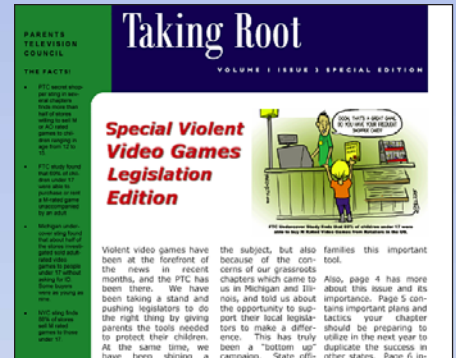 PARENTS
TELEVISION
COUNCIL
THE FACTS!
PTC secret shop-
per sting in sev-
eral chapters
finds more than
half of stores
willing to sell M
or AO rated
games to chil-
dren ranging in
age from 12 to
PTC study found
that 60% of chil-
dren under 17
were able to
purchase or rent
a M-rated game
unaccompanied
by an adult
Michigan under-
cover sting found
that about half of
the stores investi-
gated sold adult-
rated video
games to people
under 17 without
asking for ID.
Some buyers
were as young as
nine.
NYC sting finds
of stores
sell M rated
games to those
under 17.
Taking Root
VOLUME 1 ISSUE 3 SPECIAL EDITION
Special Violent
Video Games
Legislation
Edition
OOOH, THAT'S A GREAT GAME,
DO YOU HAVE YOUR FREQUENT
SHOPPER CARD?
PTC Undercover Study finds that 60% of children under 17 were
able to buy M Rated Video Games from Retailers in the US.
Violent video games have
been at the forefront of
the news in recent
months, and the PTC has
been there. We have
been taking a stand and
pushing legislators to do
the right thing by giving
parents the tools needed
to protect their children.
At the same time, we
have been shining a
the subject, but also
because of the con-
cerns of our grassroots
chapters which came to
us in Michigan and Illi-
nois, and told us about
the opportunity to sup-
port their local legisla-
tors to make a differ-
ence. This has truly
been a "bottom up"
campaign. State offi-
families this important
tool.
Also, page 4 has more
about this issue and its
importance. Page 5 con-
tains important plans and
tactics your chapter
should be preparing to
utilize in the next year to
duplicate the success in
other states. Page 6 in-